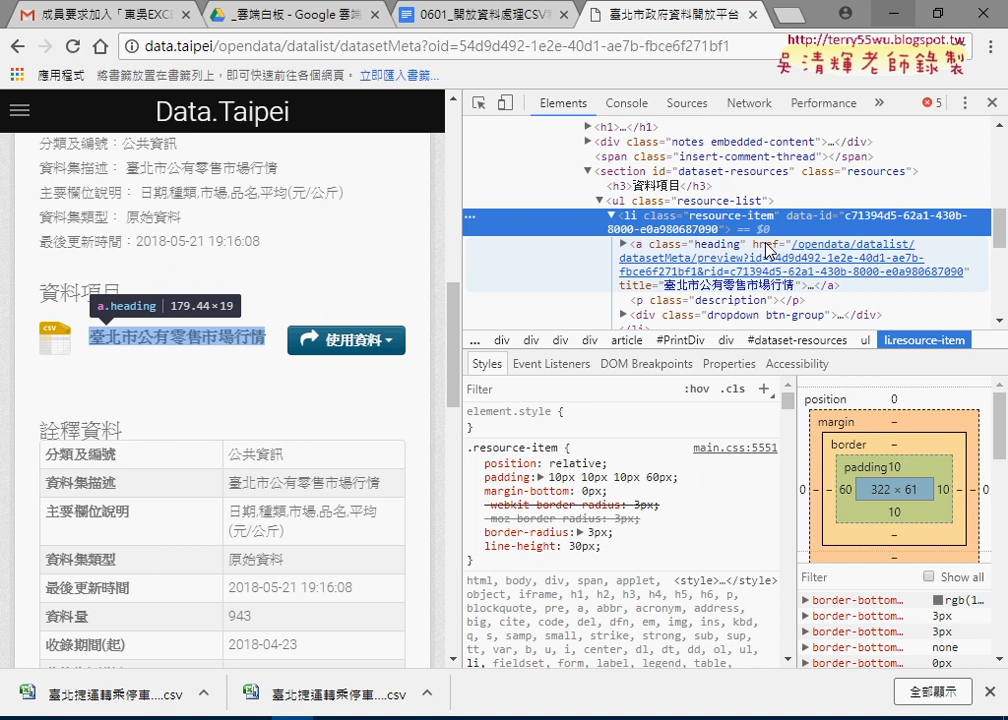 成員要求加入「東吳EXCE
_雲端白板 - Google 雲端
0601_開放資料處理CSV
臺北市政府資料開放平台
data.taipei/opendata/datalist/datasetMeta?oid=54d9d492-1e2e-40d1-ae7b-fbce6f271bf1
http://terry55wu.blogspot.tw
吳清輝老師錄製
應用程式 將書籤放置在書籤列上，即可快速前往各個網頁。 立即匯入書籤...
Data.Taipei
分類及編號：公共資訊
資料集描述： 臺北市公有零售市場行情
主要欄位說明： 日期,種類,市場,品名,平均(元/公斤)
資料集類型： 原始資料
最後更新時間：2018-05-21 19:16:08
資料項目
a.heading 179.44×19
CSV
臺北市公有零售市場行情
使用資料
詮釋資料
分類及編號 公共資訊
資料集描述 臺北市公有零售市場行情
主要欄位說明 日期,種類,市場,品名,平均
(元/公斤)
資料集類型 原始資料
最後更新時間 2018-05-21 19:16:08
資料量 943
收錄期間(起) 2018-04-23
Elements Console Sources Network Performance » 5
<h1>…</h1>
<div class="notes embedded-content">…</div>
<span class="insert-comment-thread"></span>
<section id="dataset-resources" class="resources">
<h3>資料項目</h3>
<ul class="resource-list">
<li class="resource-item" data-id="c71394d5-62a1-430b-
8000-e0a980687090"> == $0
<a class="heading" href="/opendata/datalist/
datasetMeta/preview?id=54d9d492-1e2e-40d1-ae7b-
fbce6f271bf1&rid=c71394d5-62a1-430b-8000-e0a980687090"
title="臺北市公有零售市場行情">…</a>
<p class="description"></p>
<div class="dropdown btn-group">…</div>
</li>
... div div div div article #PrintDiv div #dataset-resources ul li.resource-item
Styles Event Listeners DOM Breakpoints Properties Accessibility
Filter :hov .cls +
element.style {
}
.resource-item { main.css:5551
position: relative;
padding: 10px 10px 10px 60px;
margin-bottom: 0px;
-webkit-border-radius: 3px;
-moz-border-radius: 3px;
border-radius: 3px;
line-height: 30px;
}
html, body, div, span, applet, <style>…</style>
object, iframe, h1, h2, h3, h4, h5, h6, p,
blockquote, pre, a, abbr, acronym, address,
big, cite, code, del, dfn, em, img, ins, kbd,
q, s, samp, small, strike, strong, sub, sup,
tt, var, b, u, i, center, dl, dt, dd, ol, ul,
li, fieldset, form, label, legend, table,
position 0
margin –
border –
padding10
0 – 60 322 × 61 10 – – 0
10
–
–
Filter Show all
border-bottom… rgb(1…
border-bottom… 3px
border-bottom… 3px
border-bottom… none
border-bottom… 0px
臺北捷運轉乘停車....csv
臺北捷運轉乘停車....csv
全部顯示